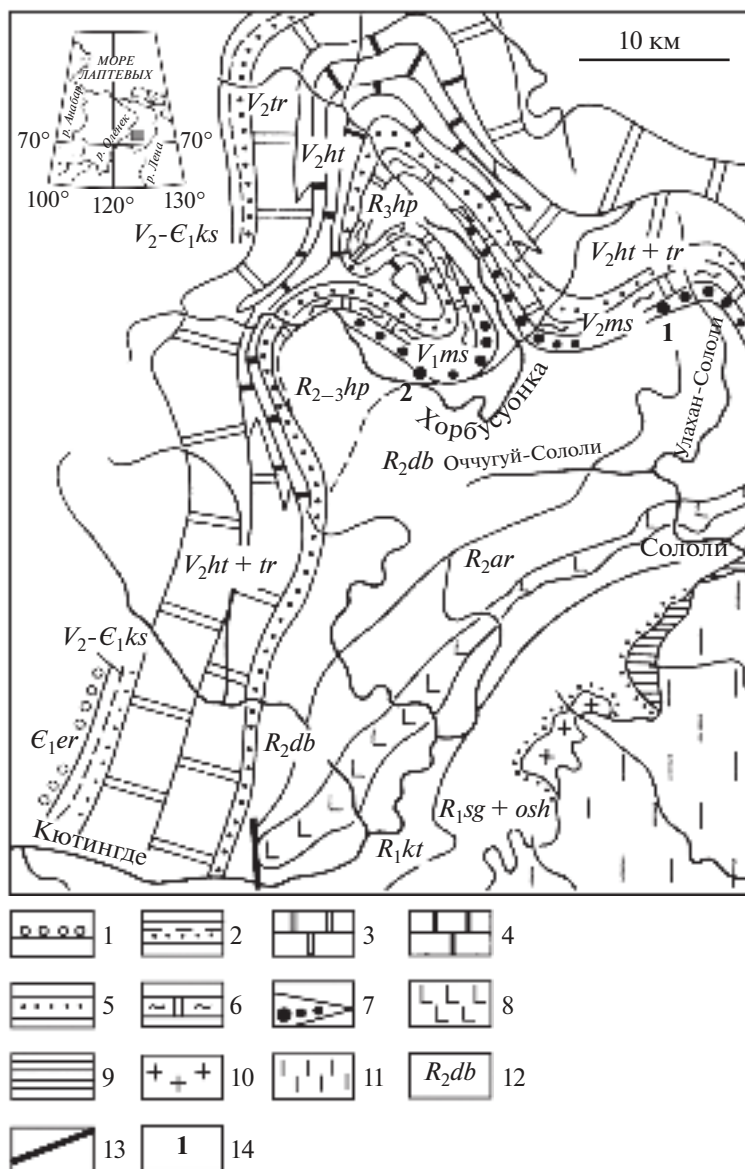 10 км
МОРЕ
ЛАПТЕВЫХ
р. Анабар
р. Оленек
р. Лена
70°
70°
100°
120°
130°
V₂tr
V₂ht
R₃hp
V₂-Є₁ks
V₂ht + tr
V₂ms
1
V₁ms
2
R₂₋₃hp
Хорбусуонка
Улахан-Сололи
R₂db
Оччугуй-Сололи
Сололи
R₂ar
V₂ht + tr
V₂-Є₁ks
Є₁er
R₂db
R₁sg + osh
R₁kt
Кютингде
1
2
3
4
5
6
7
8
9
10
11
R₂db
12
13
1
14